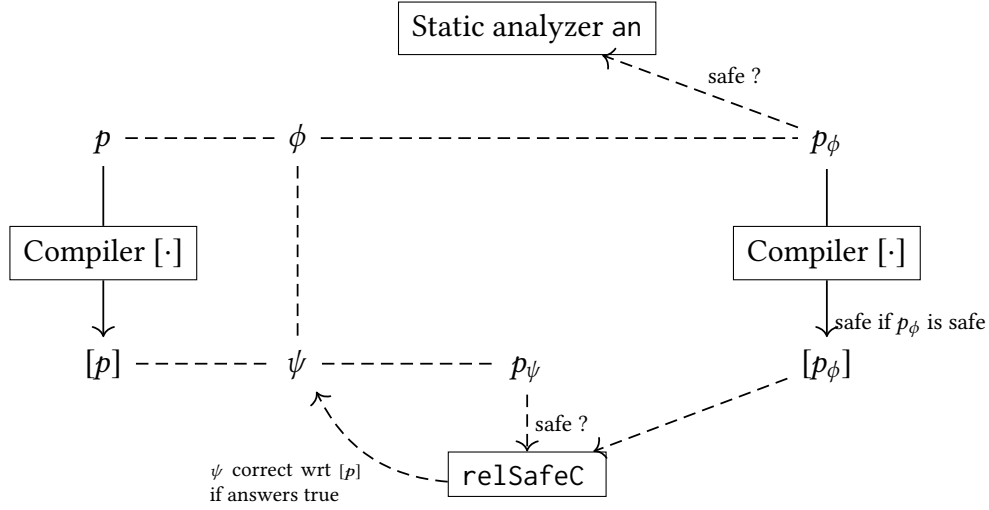 Static analyzer an
safe ?
p ϕ p_ϕ
Compiler [·] Compiler [·]
safe if p_ϕ is safe
[p] ψ p_ψ [p_ϕ]
safe ?
relSafeC
ψ correct wrt [p]
if answers true